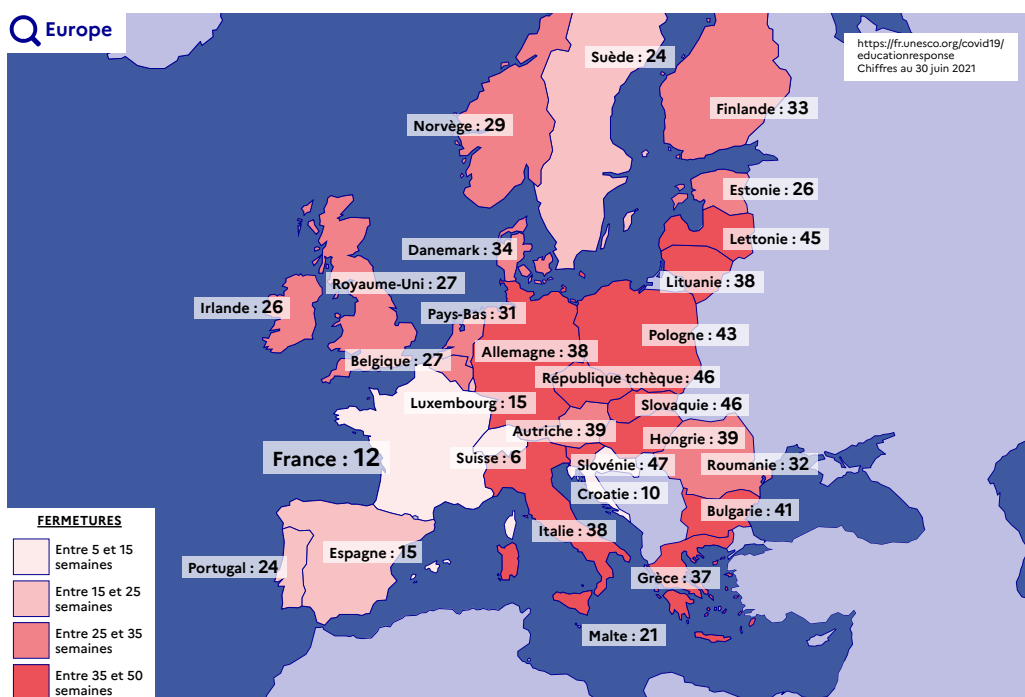 Europe
https://fr.unesco.org/covid19/
educationresponse
Chiffres au 30 juin 2021
Suède : 24
Finlande : 33
Norvège : 29
Estonie : 26
Lettonie : 45
Danemark : 34
Lituanie : 38
Royaume-Uni : 27
Irlande : 26
Pays-Bas : 31
Pologne : 43
Allemagne : 38
Belgique : 27
République tchèque : 46
Luxembourg : 15
Slovaquie : 46
Autriche : 39
Hongrie : 39
France : 12
Suisse : 6
Slovénie : 47
Roumanie : 32
Croatie : 10
Bulgarie : 41
Italie : 38
Espagne : 15
Portugal : 24
Grèce : 37
Malte : 21
FERMETURES
Entre 5 et 15
semaines
Entre 15 et 25
semaines
Entre 25 et 35
semaines
Entre 35 et 50
semaines